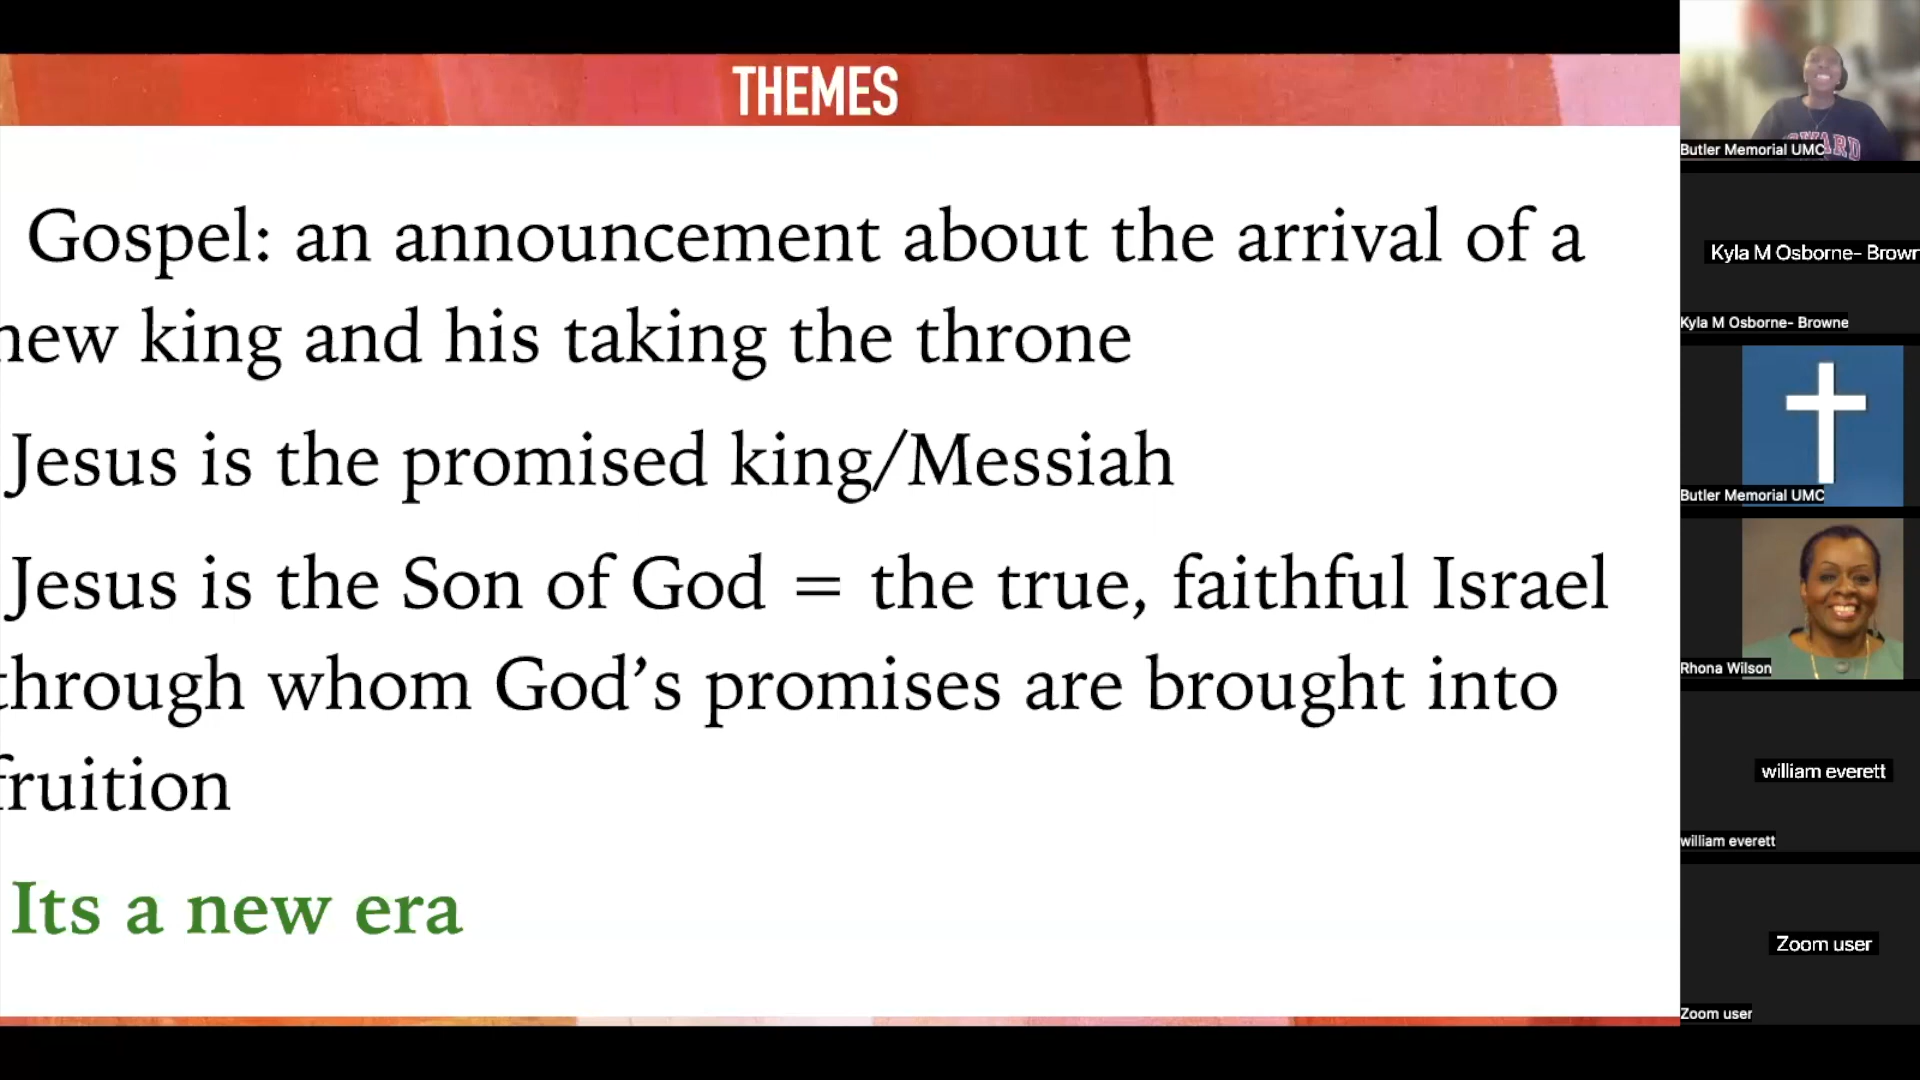 THEMES
Gospel: an announcement about the arrival of a
new king and his taking the throne
Jesus is the promised king/Messiah
Jesus is the Son of God = the true, faithful Israel
through whom God’s promises are brought into
fruition
Its a new era
Butler Memorial UMC
Kyla M Osborne- Brown
Kyla M Osborne- Browne
Butler Memorial UMC
Rhona Wilson
william everett
william everett
Zoom user
Zoom user